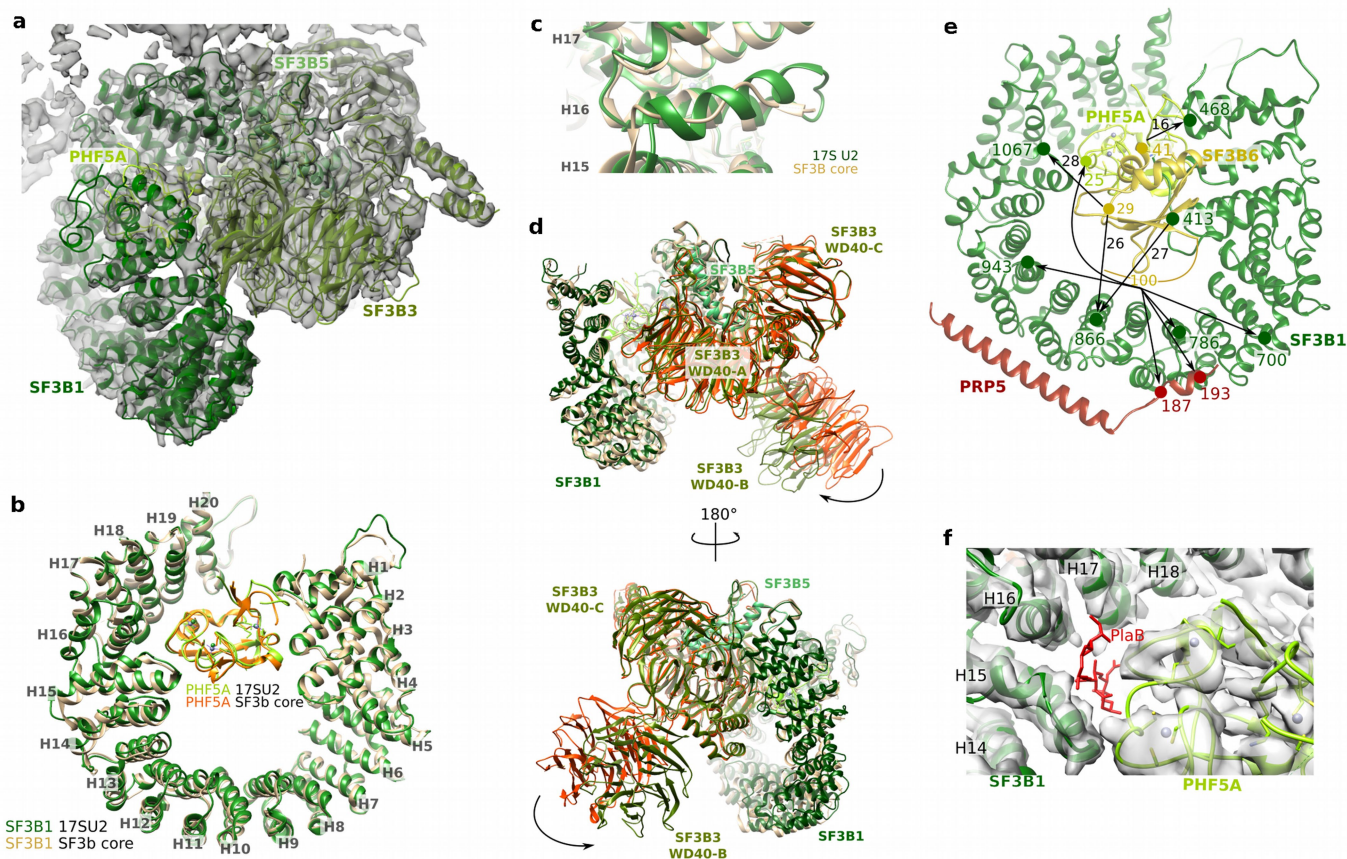 a
SF3B5
PHF5A
SF3B3
SF3B1
b
H20
H19
H18
H17
H1
H2
H3
H16
H4
H15
PHF5A 17SU2
PHF5A SF3b core
H14
H5
H6
H13
H7
H12
H8
H11
H10
H9
SF3B1 17SU2
SF3B1 SF3b core
c
H17
H16
H15
17S U2
SF3B core
d
SF3B3
WD40-C
SF3B5
SF3B3
WD40-A
SF3B1
SF3B3
WD40-B
180°
SF3B3
WD40-C
SF3B5
SF3B3
WD40-B
SF3B1
e
PHF5A
468
16
1067
41
28
SF3B6
25
29
413
26
27
943
100
866
786
SF3B1
700
PRP5
193
187
f
H17
H18
H16
PlaB
H15
H14
SF3B1
PHF5A